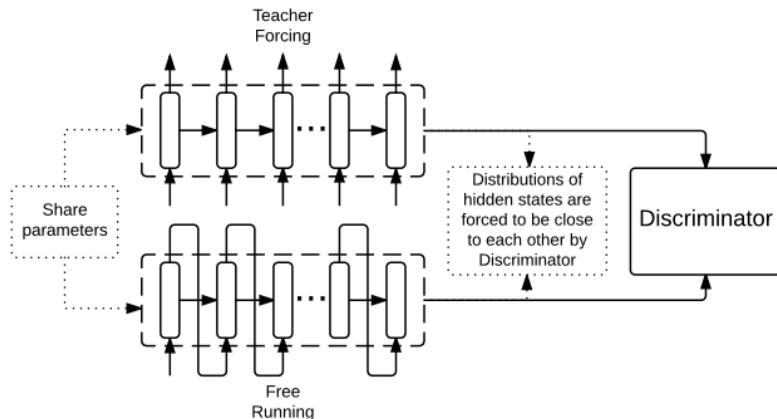 Teacher
Forcing
Share
parameters
Distributions of
hidden states are
forced to be close
to each other by
Discriminator
Discriminator
Free
Running